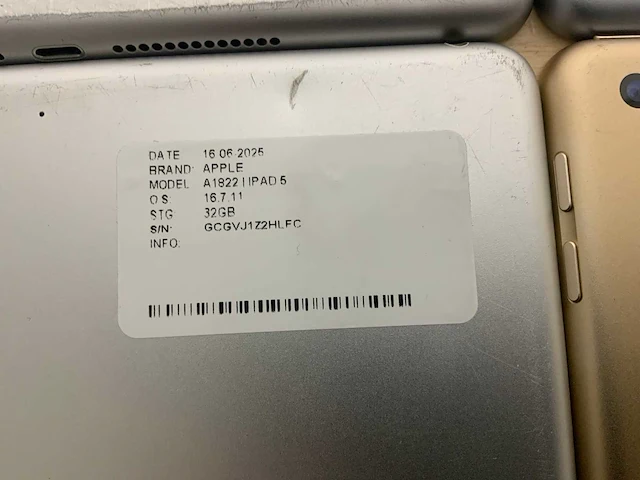 DATE 16.06.2025
BRAND: APPLE
MODEL A1822 | IPAD 5
O.S: 16.7.11
STG 32GB
S/N: GCGVJ1Z2HLFC
INFO: